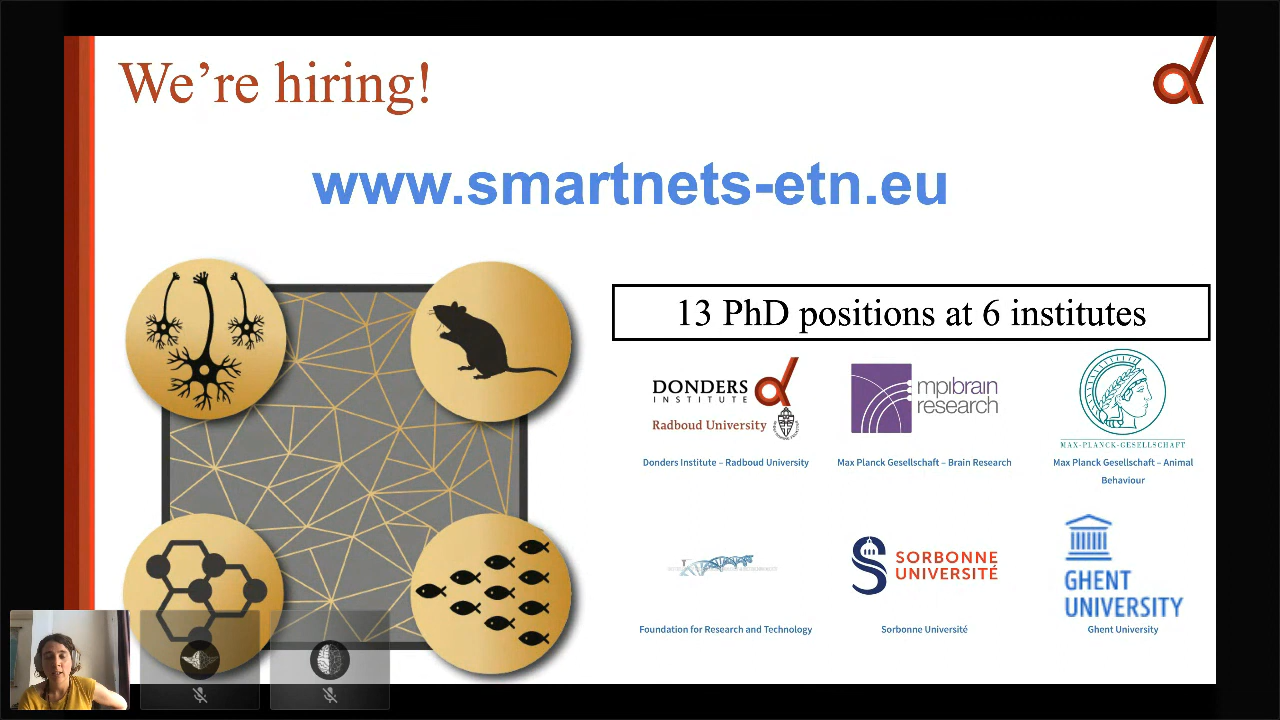 We're hiring!
www.smartnets-etn.eu
13 PhD positions at 6 institutes
DONDERS
INSTITUTE
Radboud University
mpibrain
research
MAX-PLANCK-GESELLSCHAFT
Donders Institute – Radboud University
Max Planck Gesellschaft – Brain Research
Max Planck Gesellschaft – Animal
Behaviour
SORBONNE
UNIVERSITÉ
GHENT
UNIVERSITY
Foundation for Research and Technology
Sorbonne Université
Ghent University